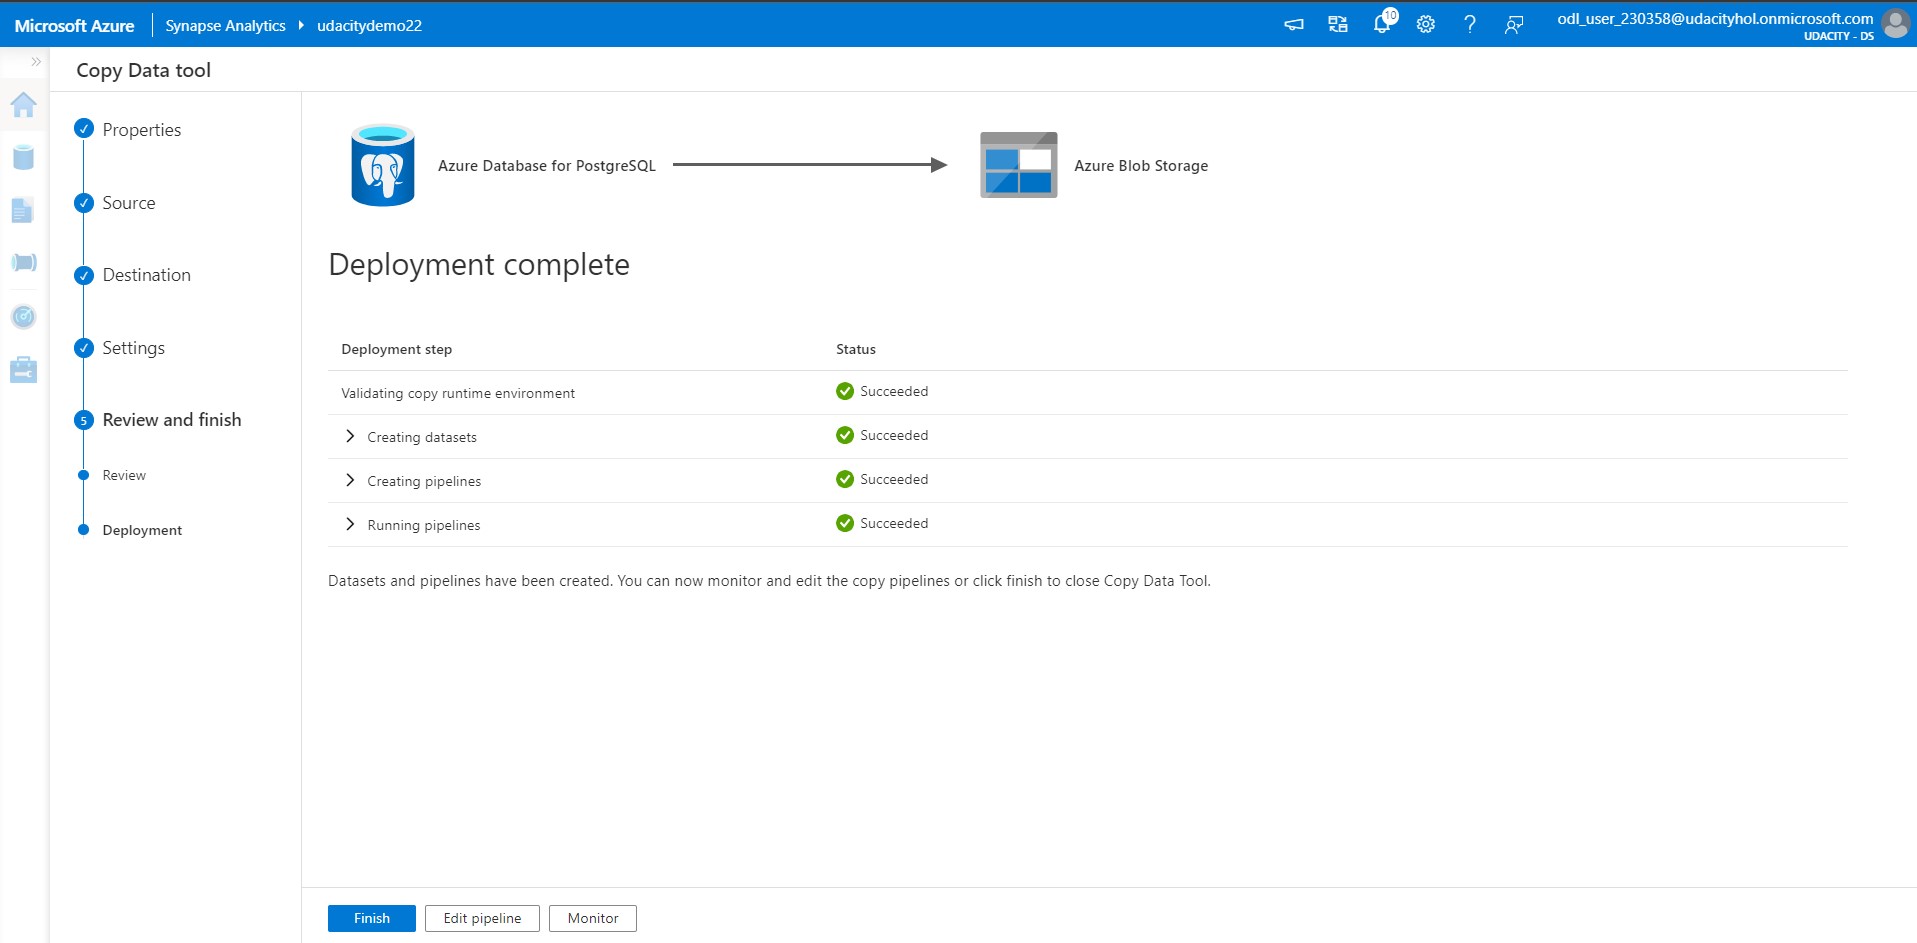 Microsoft Azure
Synapse Analytics
udacitydemo22
10
odl_user_230358@udacityhol.onmicrosoft.com
UDACITY - DS
Copy Data tool
Properties
Source
Destination
Settings
5
Review and finish
Review
Deployment
Azure Database for PostgreSQL
Azure Blob Storage
Deployment complete
Deployment step Status
Validating copy runtime environment Succeeded
Creating datasets Succeeded
Creating pipelines Succeeded
Running pipelines Succeeded
Datasets and pipelines have been created. You can now monitor and edit the copy pipelines or click finish to close Copy Data Tool.
Finish Edit pipeline Monitor